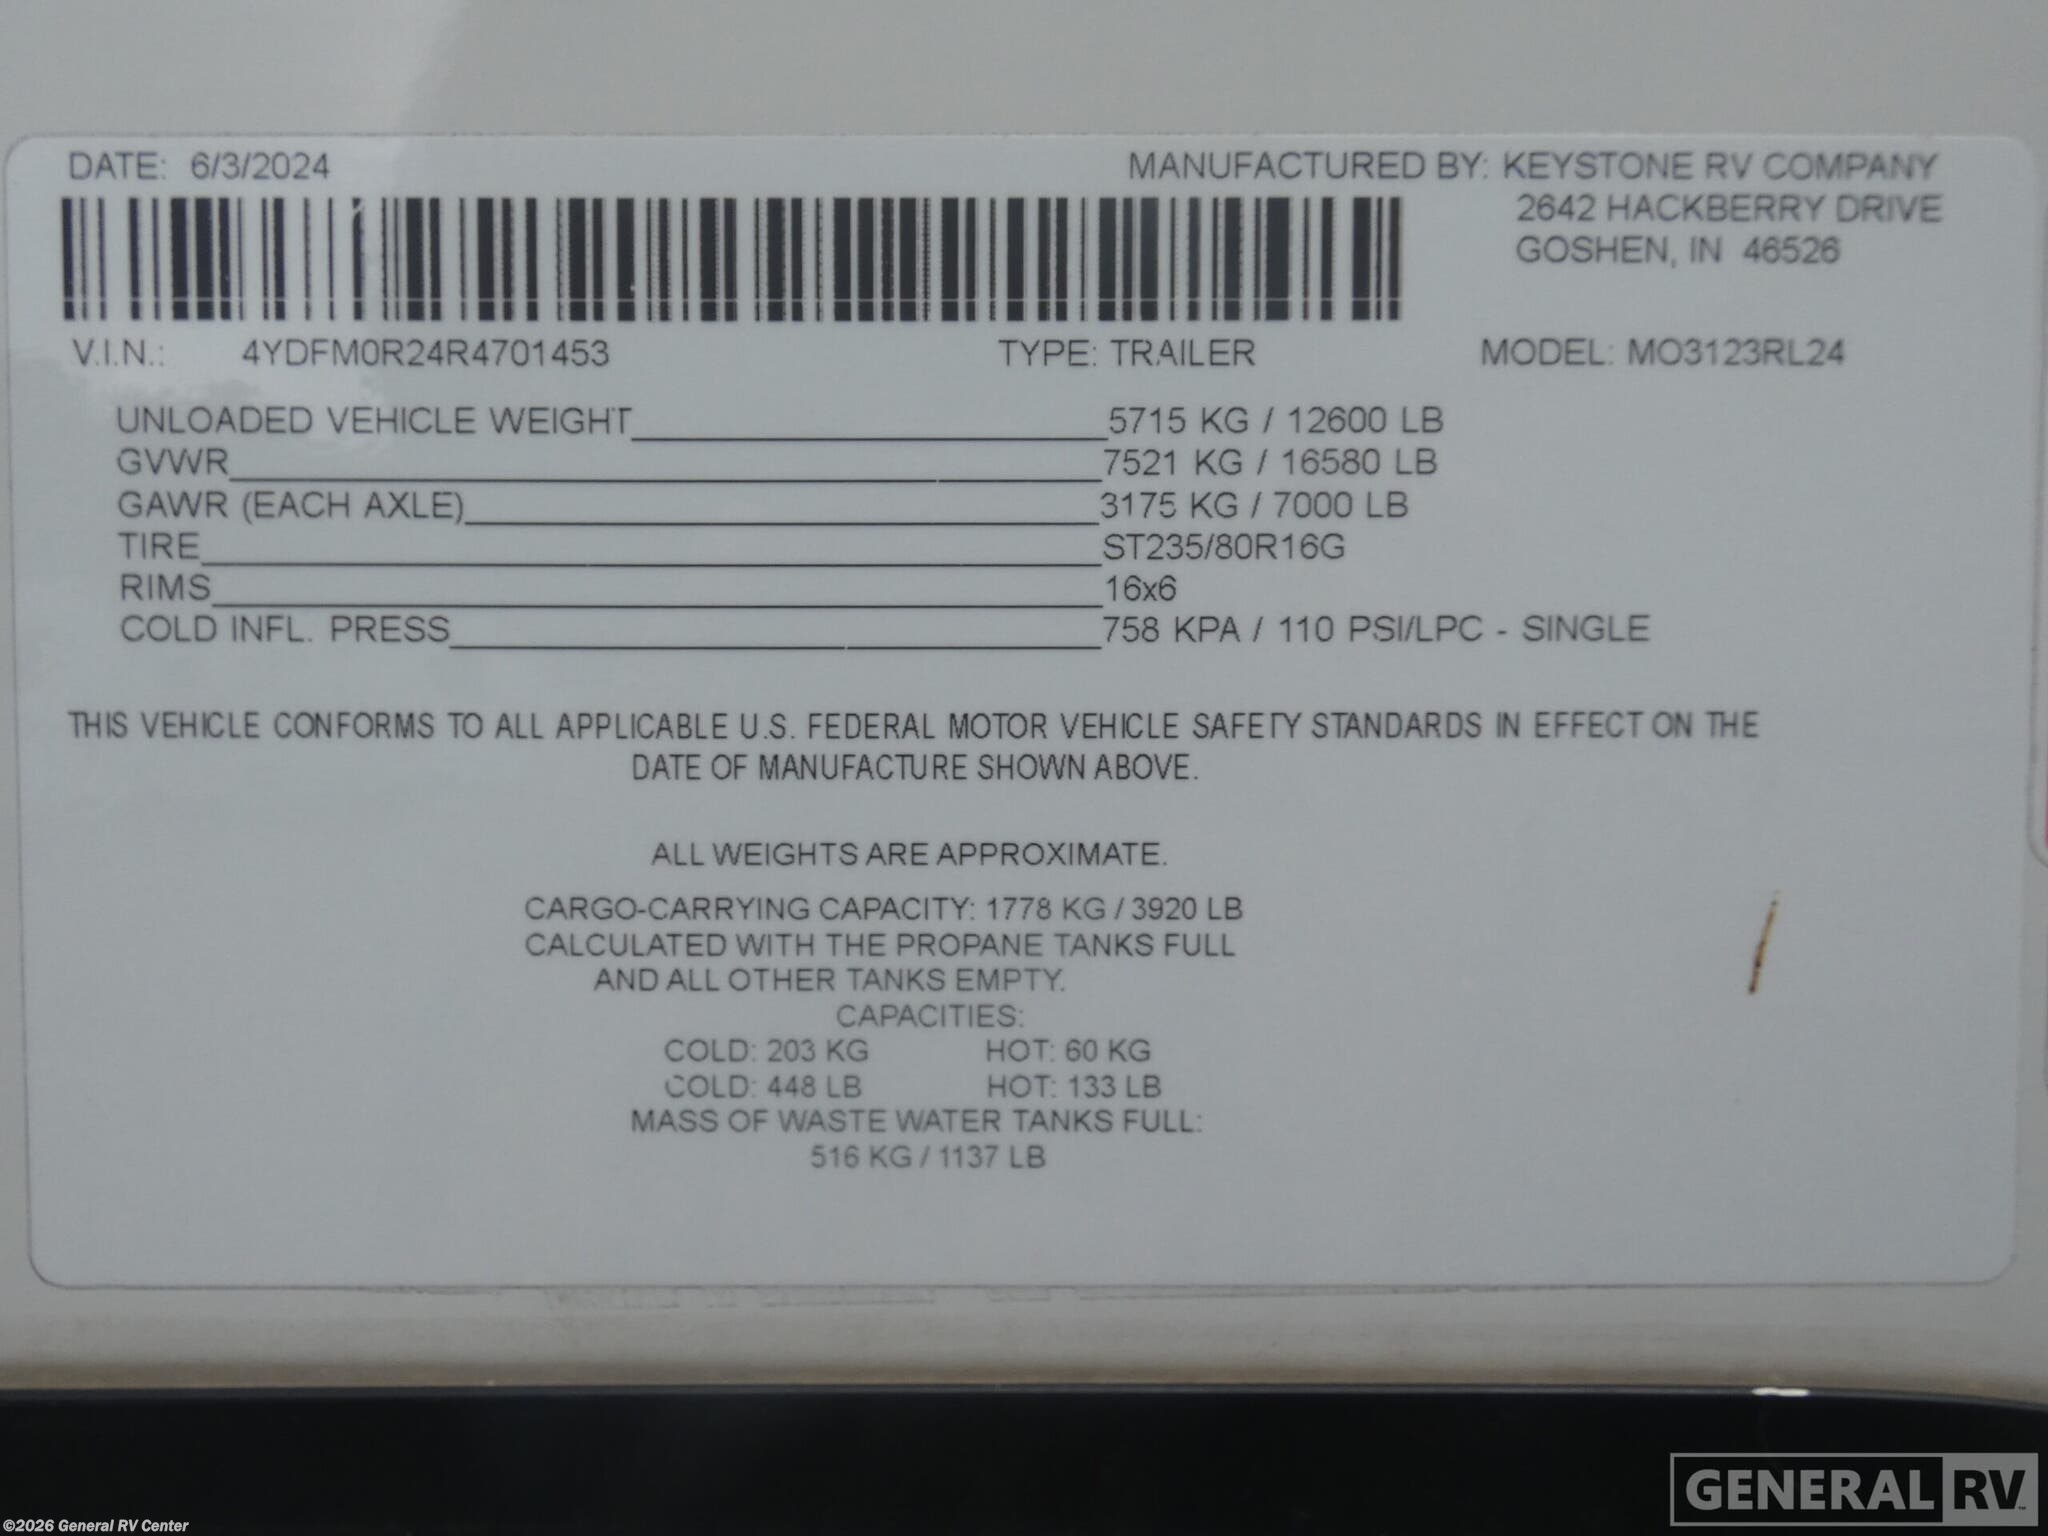 DATE: 6/3/2024 MANUFACTURED BY: KEYSTONE RV COMPANY
2642 HACKBERRY DRIVE
GOSHEN, IN 46526
V.I.N.: 4YDFM0R24R4701453 TYPE: TRAILER MODEL: MO3123RL24
UNLOADED VEHICLE WEIGHT 5715 KG / 12600 LB
GVWR 7521 KG / 16580 LB
GAWR (EACH AXLE) 3175 KG / 7000 LB
TIRE ST235/80R16G
RIMS 16x6
COLD INFL. PRESS 758 KPA / 110 PSI/LPC - SINGLE
THIS VEHICLE CONFORMS TO ALL APPLICABLE U.S. FEDERAL MOTOR VEHICLE SAFETY STANDARDS IN EFFECT ON THE
DATE OF MANUFACTURE SHOWN ABOVE.
ALL WEIGHTS ARE APPROXIMATE.
CARGO-CARRYING CAPACITY: 1778 KG / 3920 LB
CALCULATED WITH THE PROPANE TANKS FULL
AND ALL OTHER TANKS EMPTY.
CAPACITIES:
COLD: 203 KG HOT: 60 KG
COLD: 448 LB HOT: 133 LB
MASS OF WASTE WATER TANKS FULL:
516 KG / 1137 LB
GENERAL RV
©2026 General RV Center